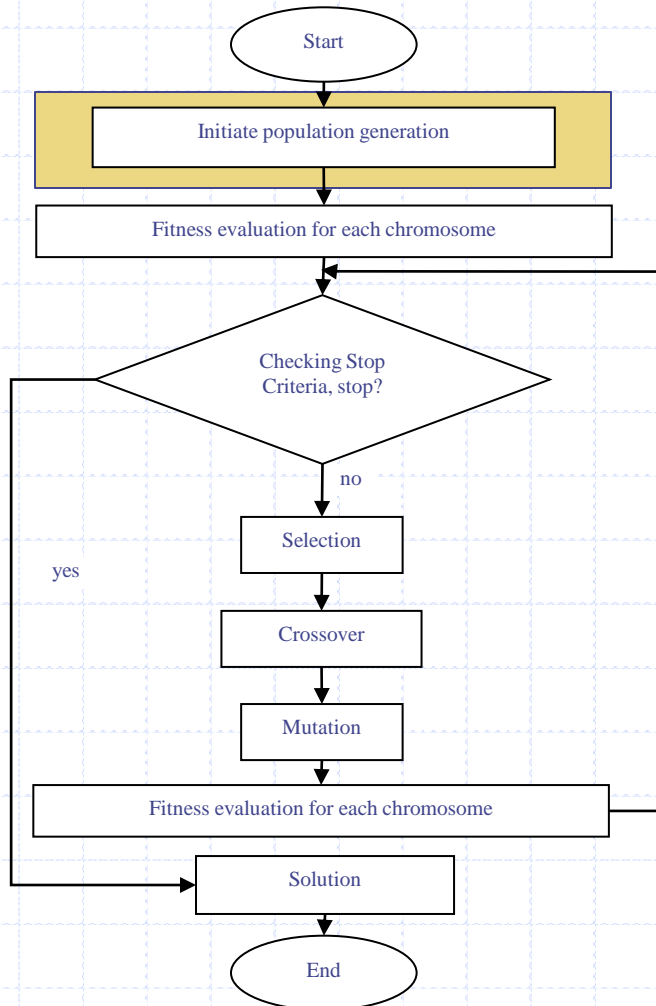 Start
Initiate population generation
Fitness evaluation for each chromosome
Checking Stop
Criteria, stop?
no
Selection
yes
Crossover
Mutation
Fitness evaluation for each chromosome
Solution
End